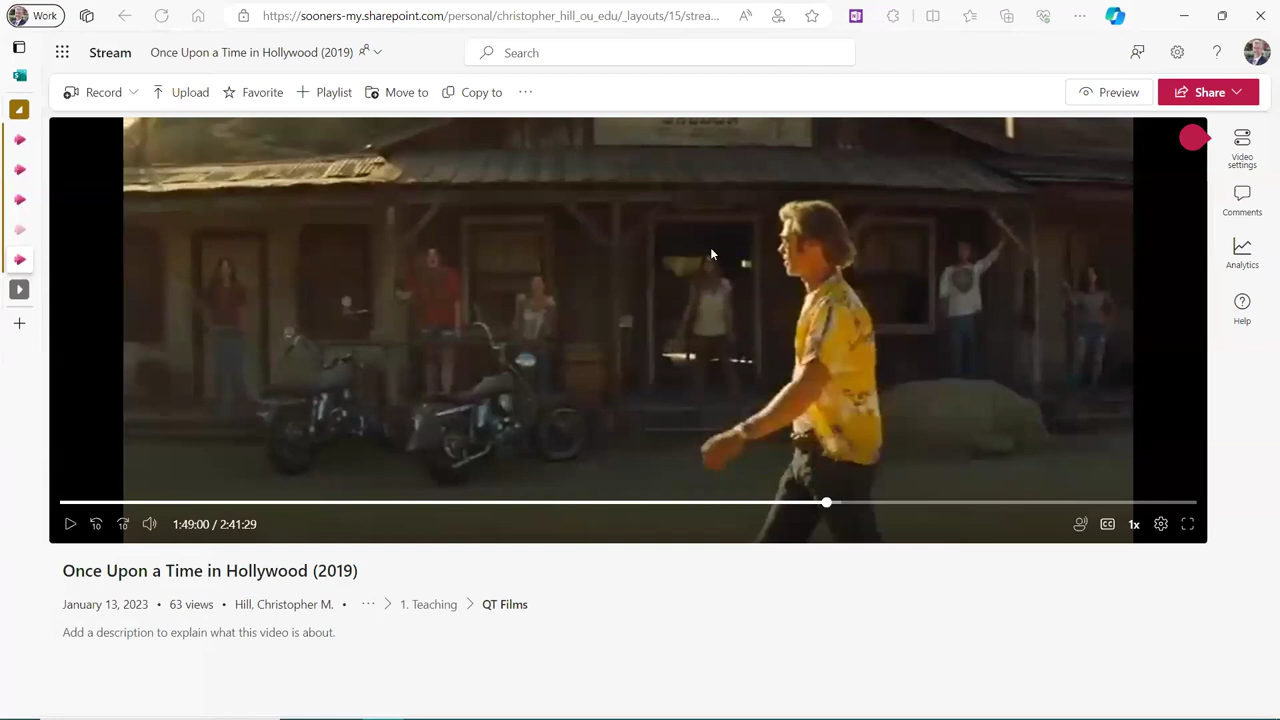 Work
https://sooners-my.sharepoint.com/personal/christopher_hill_ou_edu/_layouts/15/strea...
Stream
Once Upon a Time in Hollywood (2019)
Search
Record
Upload
Favorite
Playlist
Move to
Copy to
Preview
Share
Video
settings
Comments
Analytics
Help
10
10
1:49:00 / 2:41:29
CC
1x
Once Upon a Time in Hollywood (2019)
January 13, 2023 • 63 views • Hill, Christopher M. • ... > 1. Teaching > QT Films
Add a description to explain what this video is about.